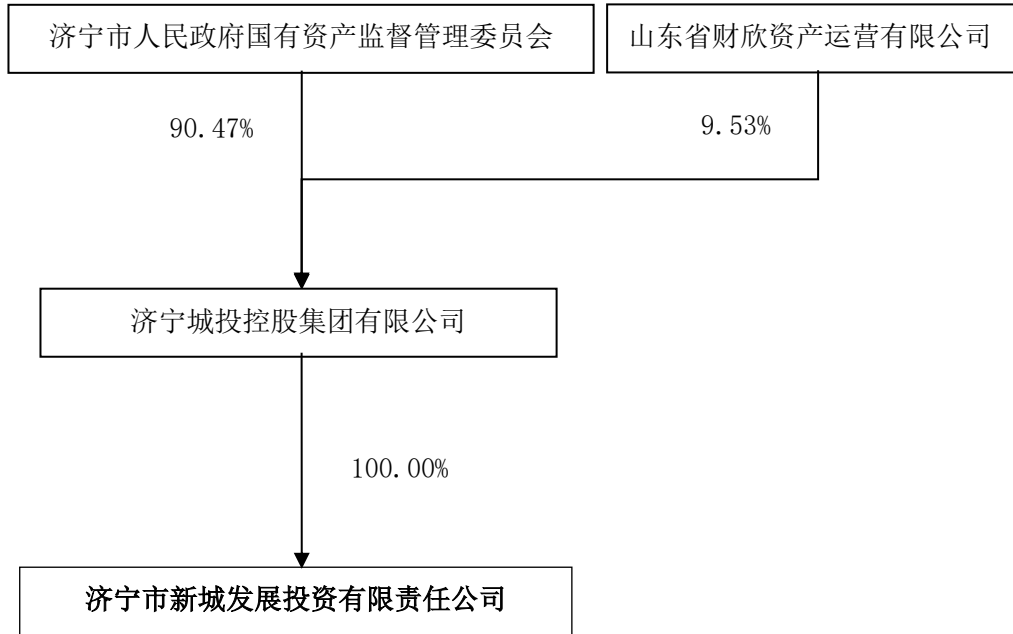 济宁市人民政府国有资产监督管理委员会
山东省财欣资产运营有限公司
90.47%
9.53%
济宁城投控股集团有限公司
100.00%
济宁市新城发展投资有限责任公司